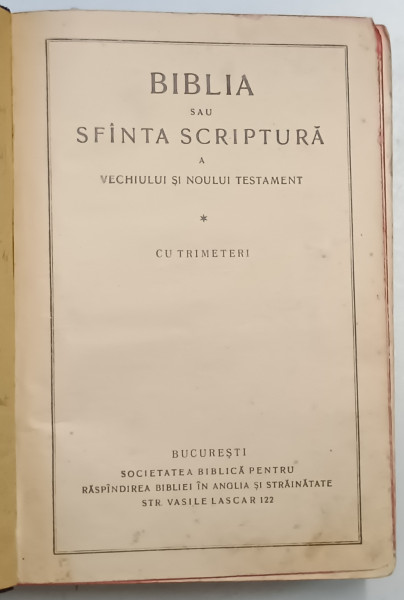 BIBLIA
SAU
SFÎNTA SCRIPTURĂ
A
VECHIULUI ȘI NOULUI TESTAMENT
*
CU TRIMETERI
BUCUREȘTI
SOCIETATEA BIBLICĂ PENTRU
RĂSPÎNDIREA BIBLIEI ÎN ANGLIA ȘI STRĂINĂTATE
STR. VASILE LASCAR 122